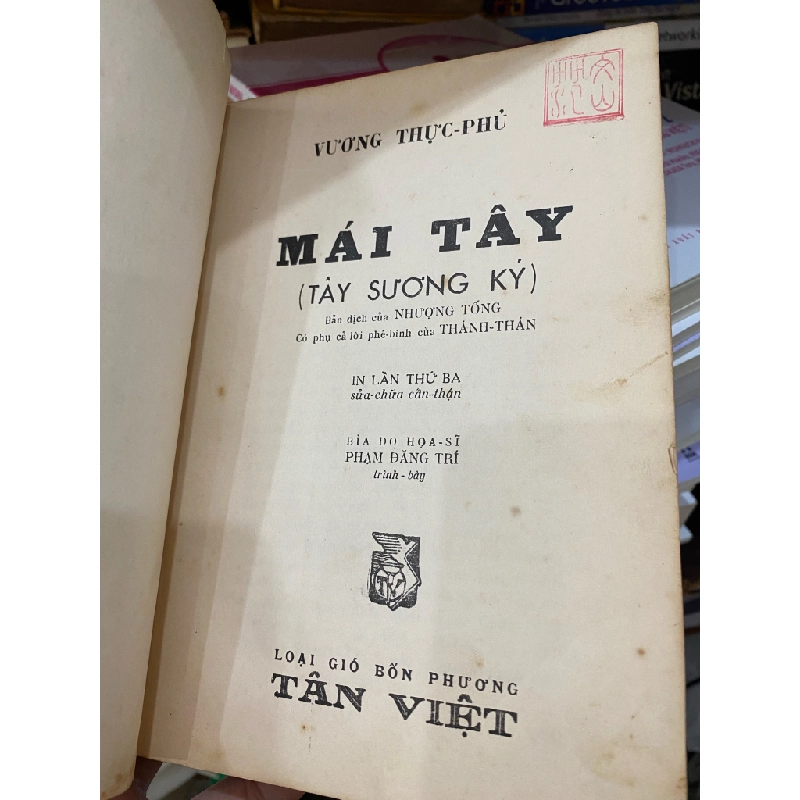 VƯƠNG THỰC-PHỦ
MÁI TÂY
(TÂY SƯƠNG KÝ)
Bản dịch của NHƯỢNG TỐNG
Có phụ cả lời phê-bình của THÁNH-THÁN
IN LẦN THỨ BA
sửa-chữa cẩn-thận
BÌA DO HỌA-SĨ
PHẠM ĐĂNG TRÍ
trình-bày
TV
LOẠI GIÓ BỐN PHƯƠNG
TÂN VIỆT
Vista